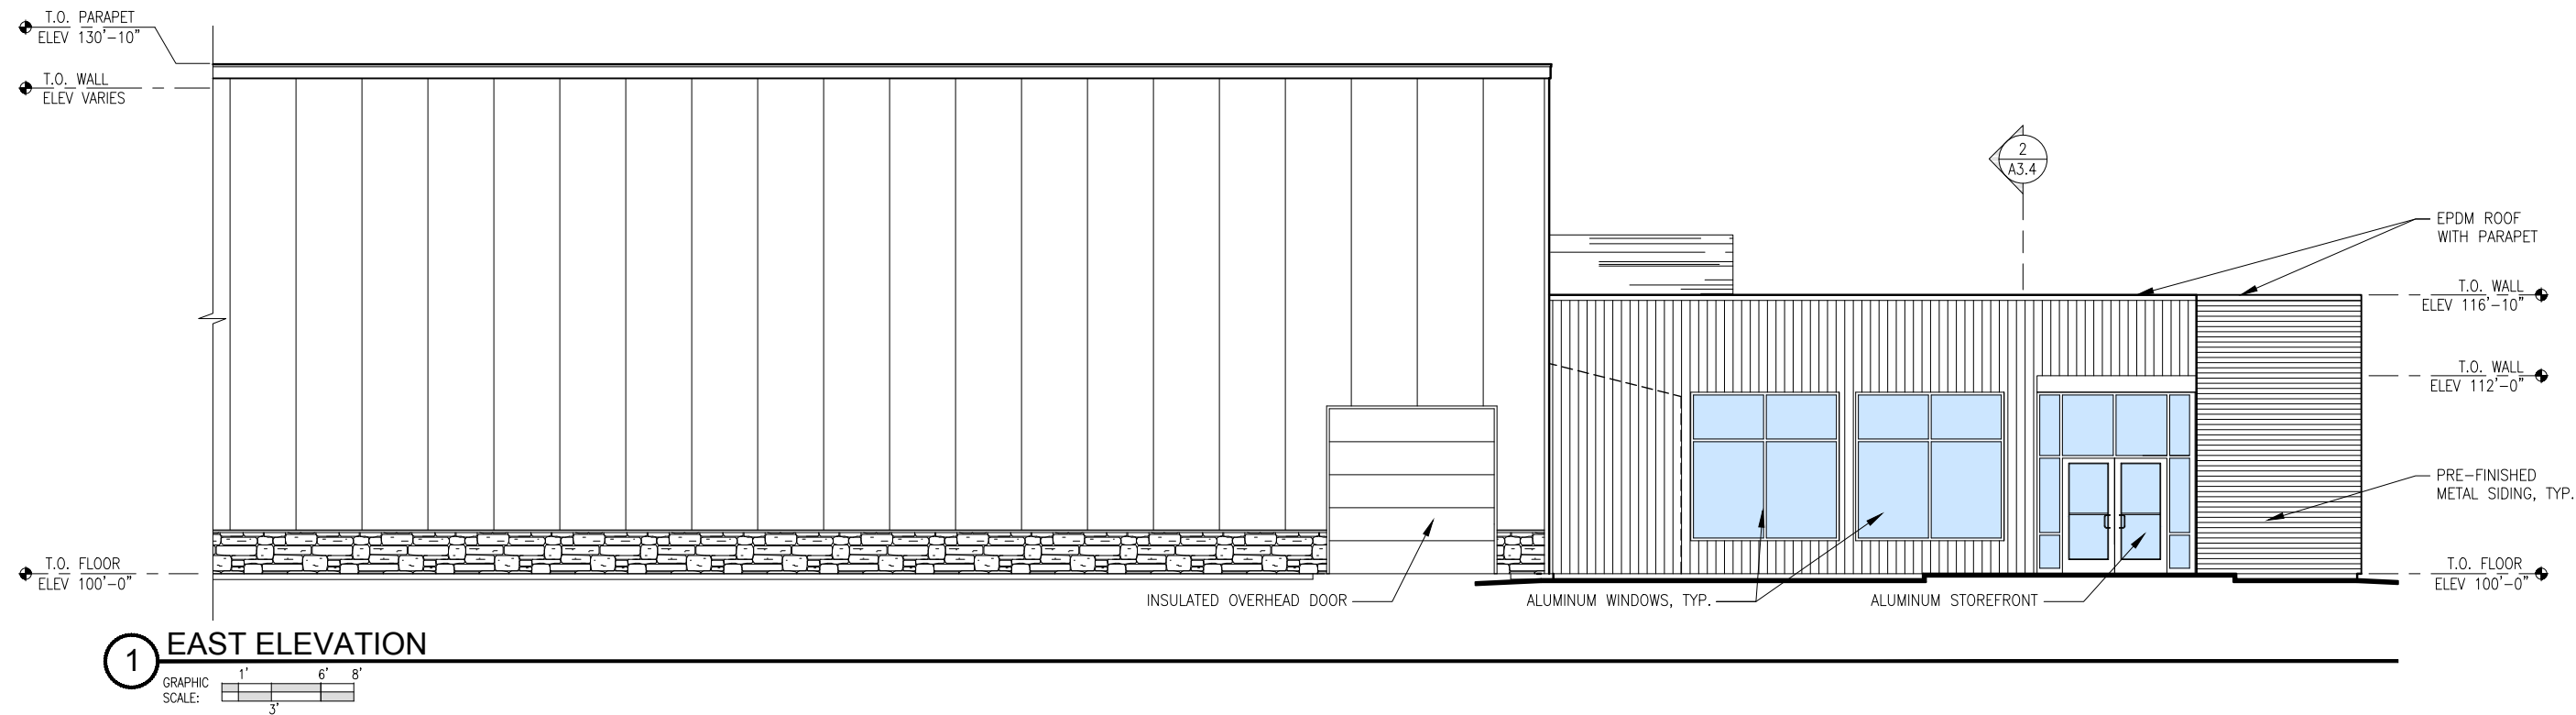 T.O. PARAPET
ELEV 130'-10"
T.O. WALL
ELEV VARIES
2
A3.4
EPDM ROOF
WITH PARAPET
T.O. WALL
ELEV 116'-10"
T.O. WALL
ELEV 112'-0"
PRE-FINISHED
METAL SIDING, TYP.
T.O. FLOOR
ELEV 100'-0"
T.O. FLOOR
ELEV 100'-0"
INSULATED OVERHEAD DOOR
ALUMINUM WINDOWS, TYP.
ALUMINUM STOREFRONT
1
EAST ELEVATION
GRAPHIC
SCALE:
1' 6' 8'
3'